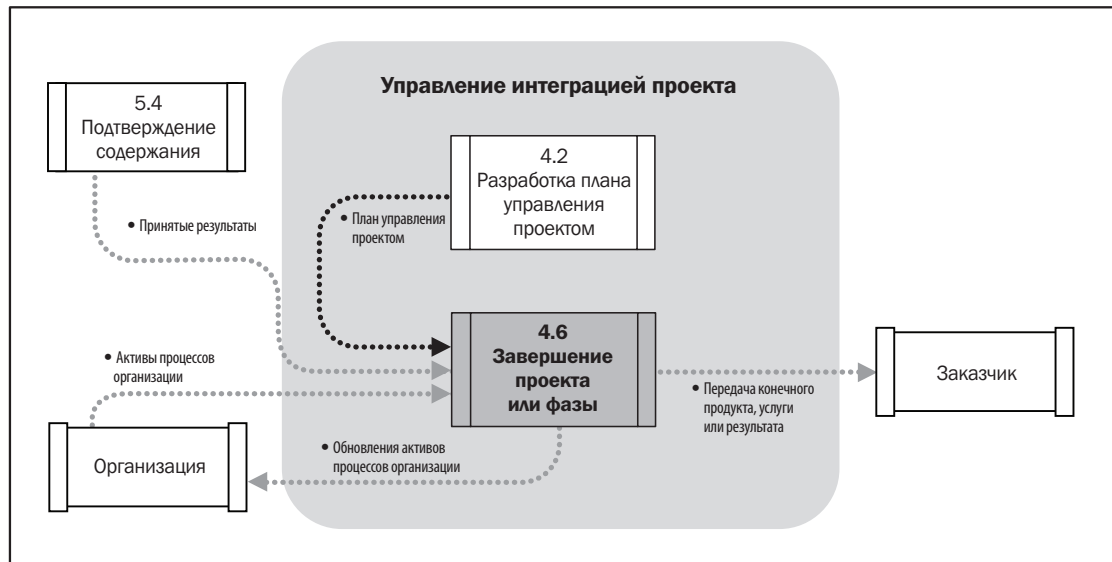 Управление интеграцией проекта
5.4
Подтверждение
содержания
4.2
Разработка плана
управления
проектом
• Принятые результаты
• План управления
проектом
4.6
Завершение
проекта
или фазы
• Активы процессов
организации
Заказчик
• Передача конечного
продукта, услуги
или результата
Организация
• Обновления активов
процессов организации